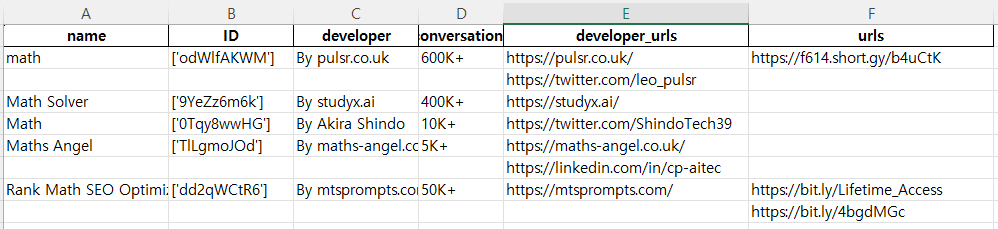 A B C D E F
name ID developer onversation developer_urls urls
math ['odWlfAKWM'] By pulsr.co.uk 600K+ https://pulsr.co.uk/ https://f614.short.gy/b4uCtK
https://twitter.com/leo_pulsr
Math Solver ['9YeZz6m6k'] By studyx.ai 400K+ https://studyx.ai/
Math ['0Tqy8wwHG'] By Akira Shindo 10K+ https://twitter.com/ShindoTech39
Maths Angel ['TlLgmoJOd'] By maths-angel.co 5K+ https://maths-angel.co.uk/
https://linkedin.com/in/cp-aitec
Rank Math SEO Optimiz ['dd2qWCtR6'] By mtsprompts.com 50K+ https://mtsprompts.com/ https://bit.ly/Lifetime_Access
https://bit.ly/4bgdMGc